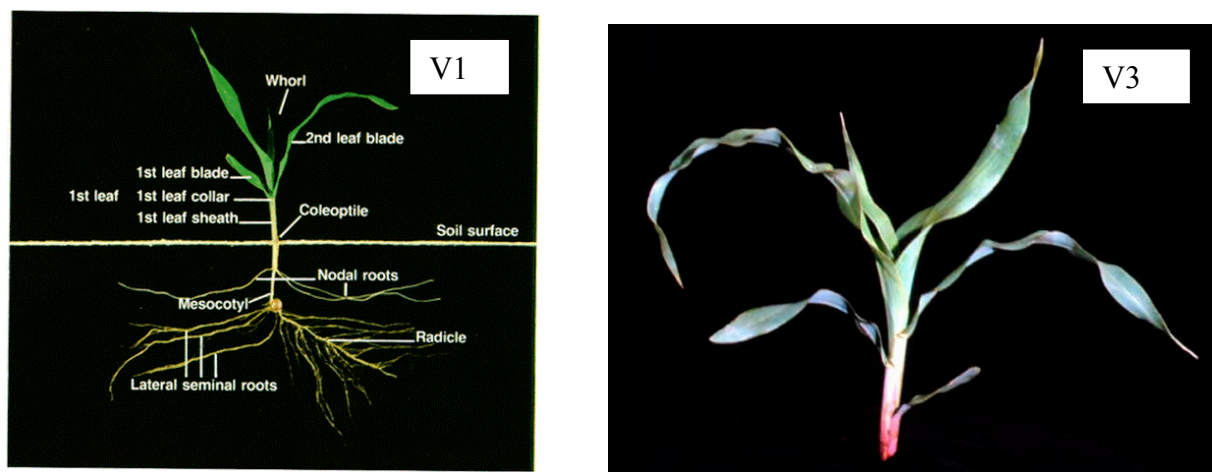 V1
Whorl
2nd leaf blade
1st leaf blade
1st leaf 1st leaf collar
1st leaf sheath
Coleoptile
Soil surface
Nodal roots
Mesocotyl
Radicle
Lateral seminal roots
V3